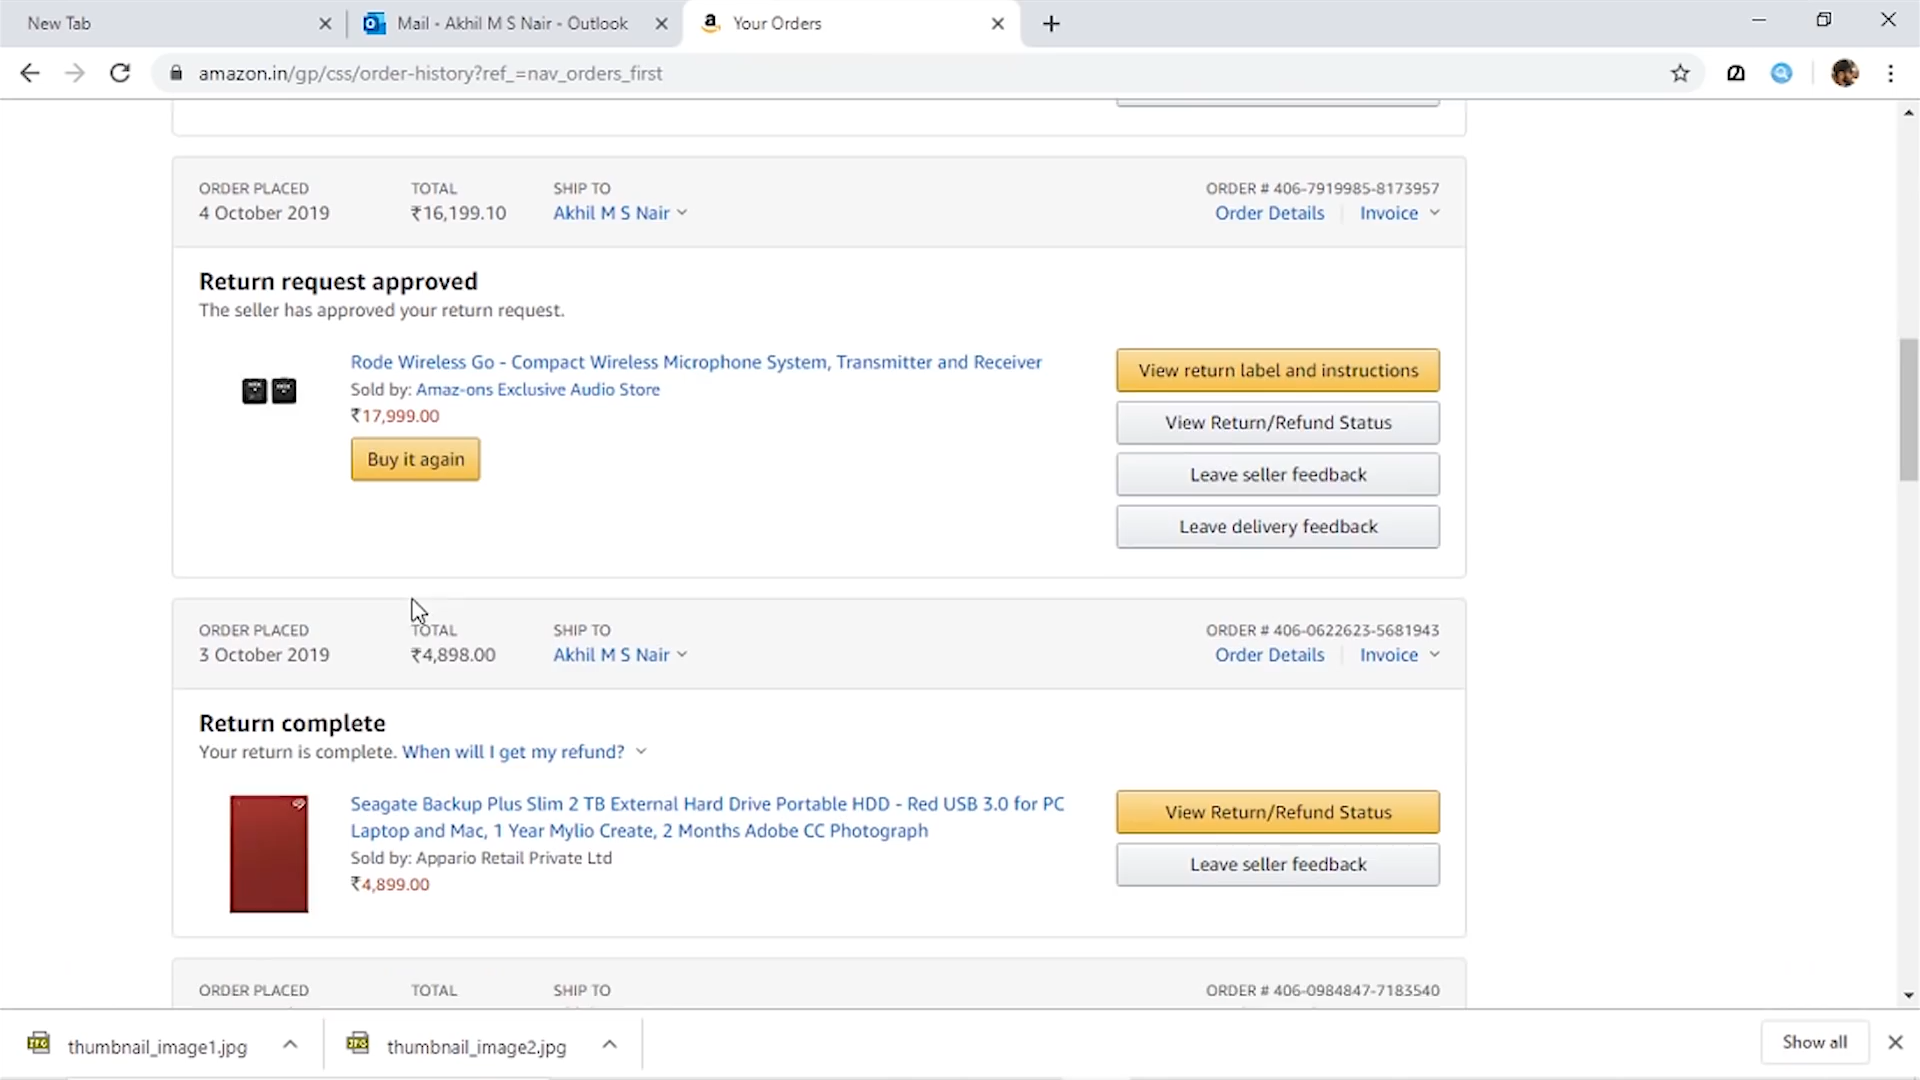 New Tab
Mail - Akhil M S Nair - Outlook
Your Orders
amazon.in/gp/css/order-history?ref_=nav_orders_first
ORDER PLACED TOTAL SHIP TO ORDER # 406-7919985-8173957
4 October 2019 ₹16,199.10 Akhil M S Nair Order Details Invoice
Return request approved
The seller has approved your return request.
Rode Wireless Go - Compact Wireless Microphone System, Transmitter and Receiver
Sold by: Amaz-ons Exclusive Audio Store
₹17,999.00
Buy it again
View return label and instructions
View Return/Refund Status
Leave seller feedback
Leave delivery feedback
ORDER PLACED TOTAL SHIP TO ORDER # 406-0622623-5681943
3 October 2019 ₹4,898.00 Akhil M S Nair Order Details Invoice
Return complete
Your return is complete. When will I get my refund?
Seagate Backup Plus Slim 2 TB External Hard Drive Portable HDD - Red USB 3.0 for PC
Laptop and Mac, 1 Year Mylio Create, 2 Months Adobe CC Photograph
Sold by: Appario Retail Private Ltd
₹4,899.00
View Return/Refund Status
Leave seller feedback
ORDER PLACED TOTAL SHIP TO ORDER # 406-0984847-7183540
thumbnail_image1.jpg
thumbnail_image2.jpg
Show all